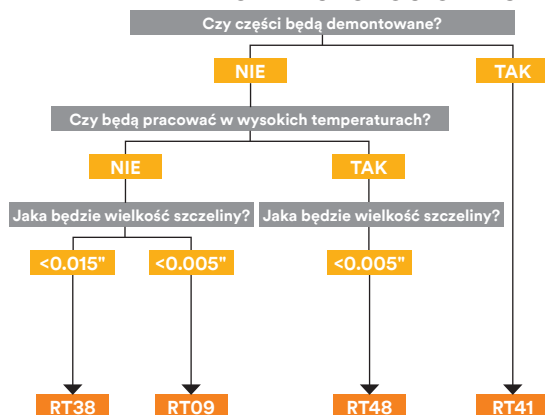 Czy części będą demontowane?
NIE
TAK
Czy będą pracować w wysokich temperaturach?
NIE
TAK
Jaka będzie wielkość szczeliny?
Jaka będzie wielkość szczeliny?
<0.015"
<0.005"
<0.005"
RT38
RT09
RT48
RT41